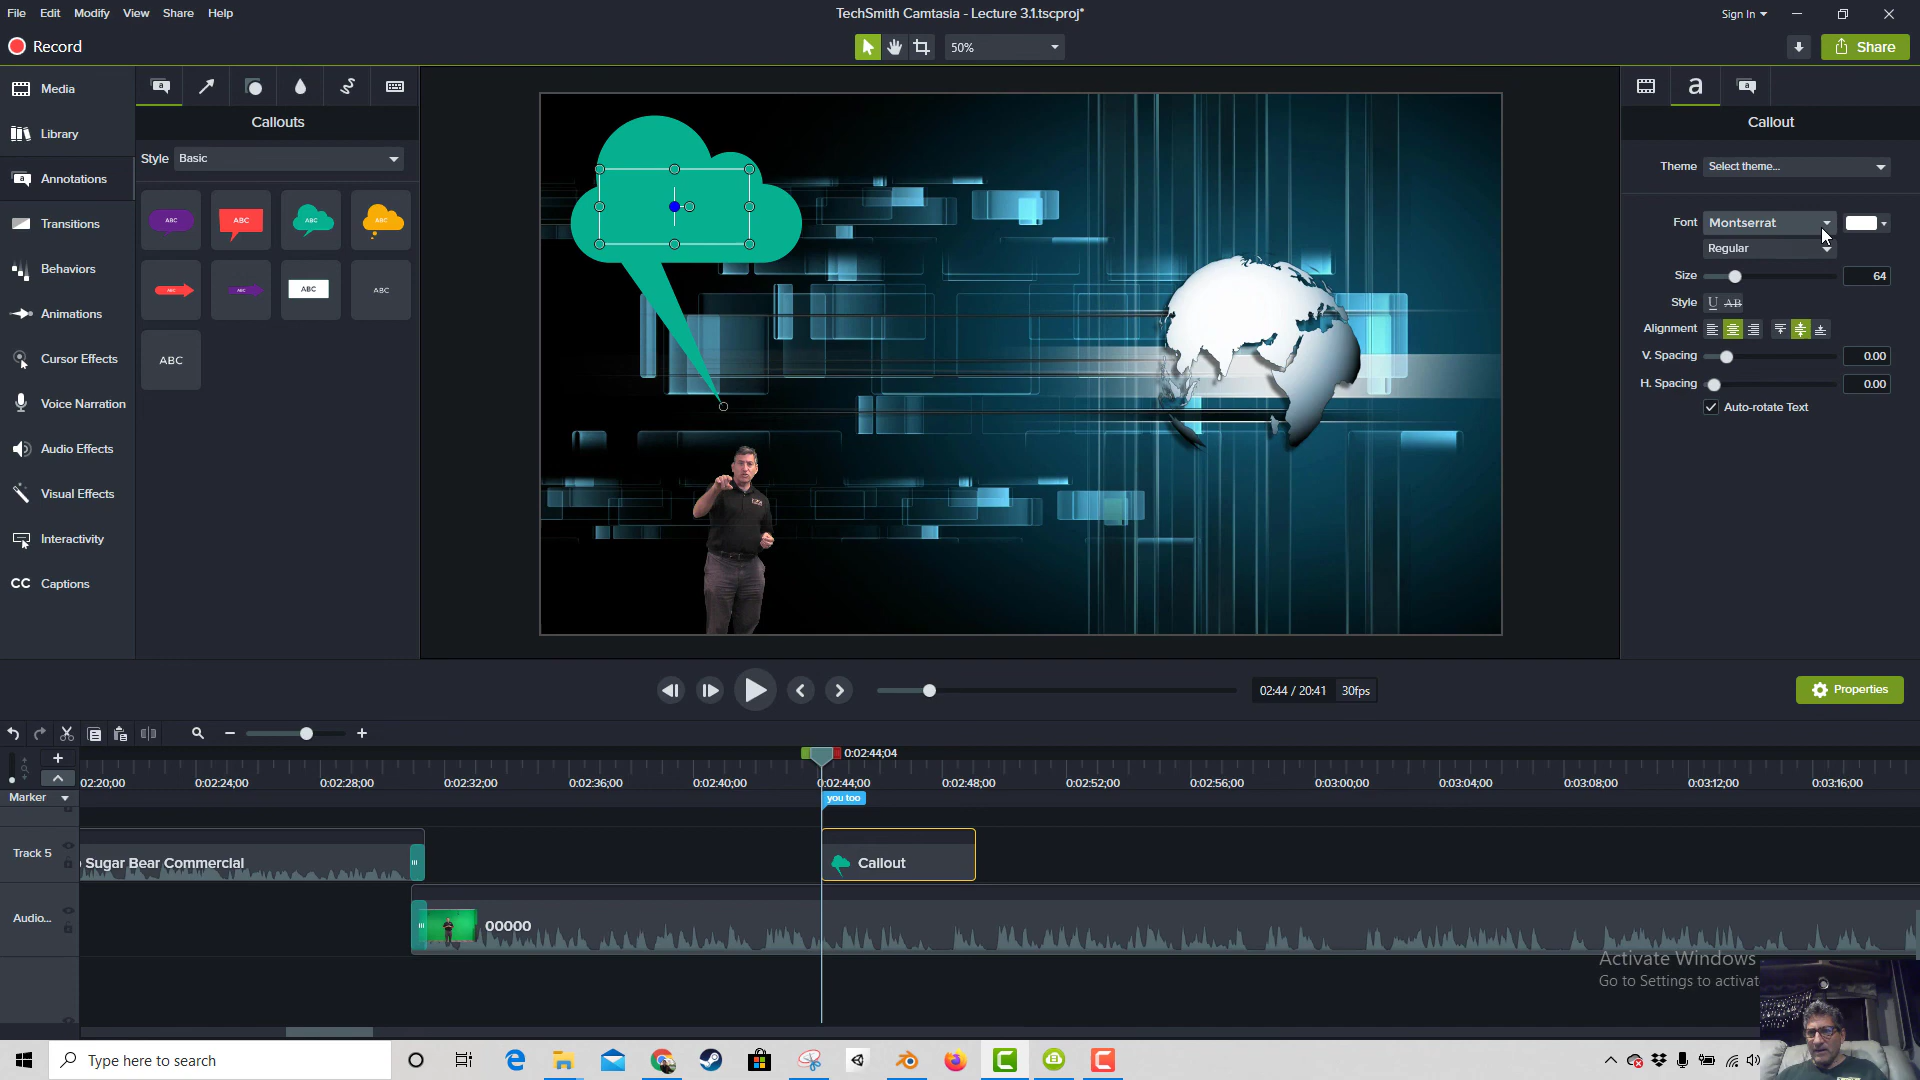 File Edit Modify View Share Help
TechSmith Camtasia - Lecture 3.1.tscproj*
Sign In
Record
50%
Share
Media
Library
Annotations
Transitions
Behaviors
Animations
Cursor Effects
Voice Narration
Audio Effects
Visual Effects
Interactivity
CC Captions
a
Callouts
Style Basic
ABC ABC ABC ABC
ABC ABC ABC ABC
ABC
a
Callout
Theme Select theme...
Font Montserrat
Regular
Size 64
Style U AB
Alignment
V. Spacing 0.00
H. Spacing 0.00
Auto-rotate Text
02:44 / 20:41 30fps
Properties
0:02:44;04
02:20;00 0:02:24;00 0:02:28;00 0:02:32;00 0:02:36;00 0:02:40;00 0:02:44;00 0:02:48;00 0:02:52;00 0:02:56;00 0:03:00;00 0:03:04;00 0:03:08;00 0:03:12;00 0:03:16;00
Marker
you too
Track 5
Sugar Bear Commercial
Callout
Audio...
00000
Activate Windows
Go to Settings to activat
Type here to search